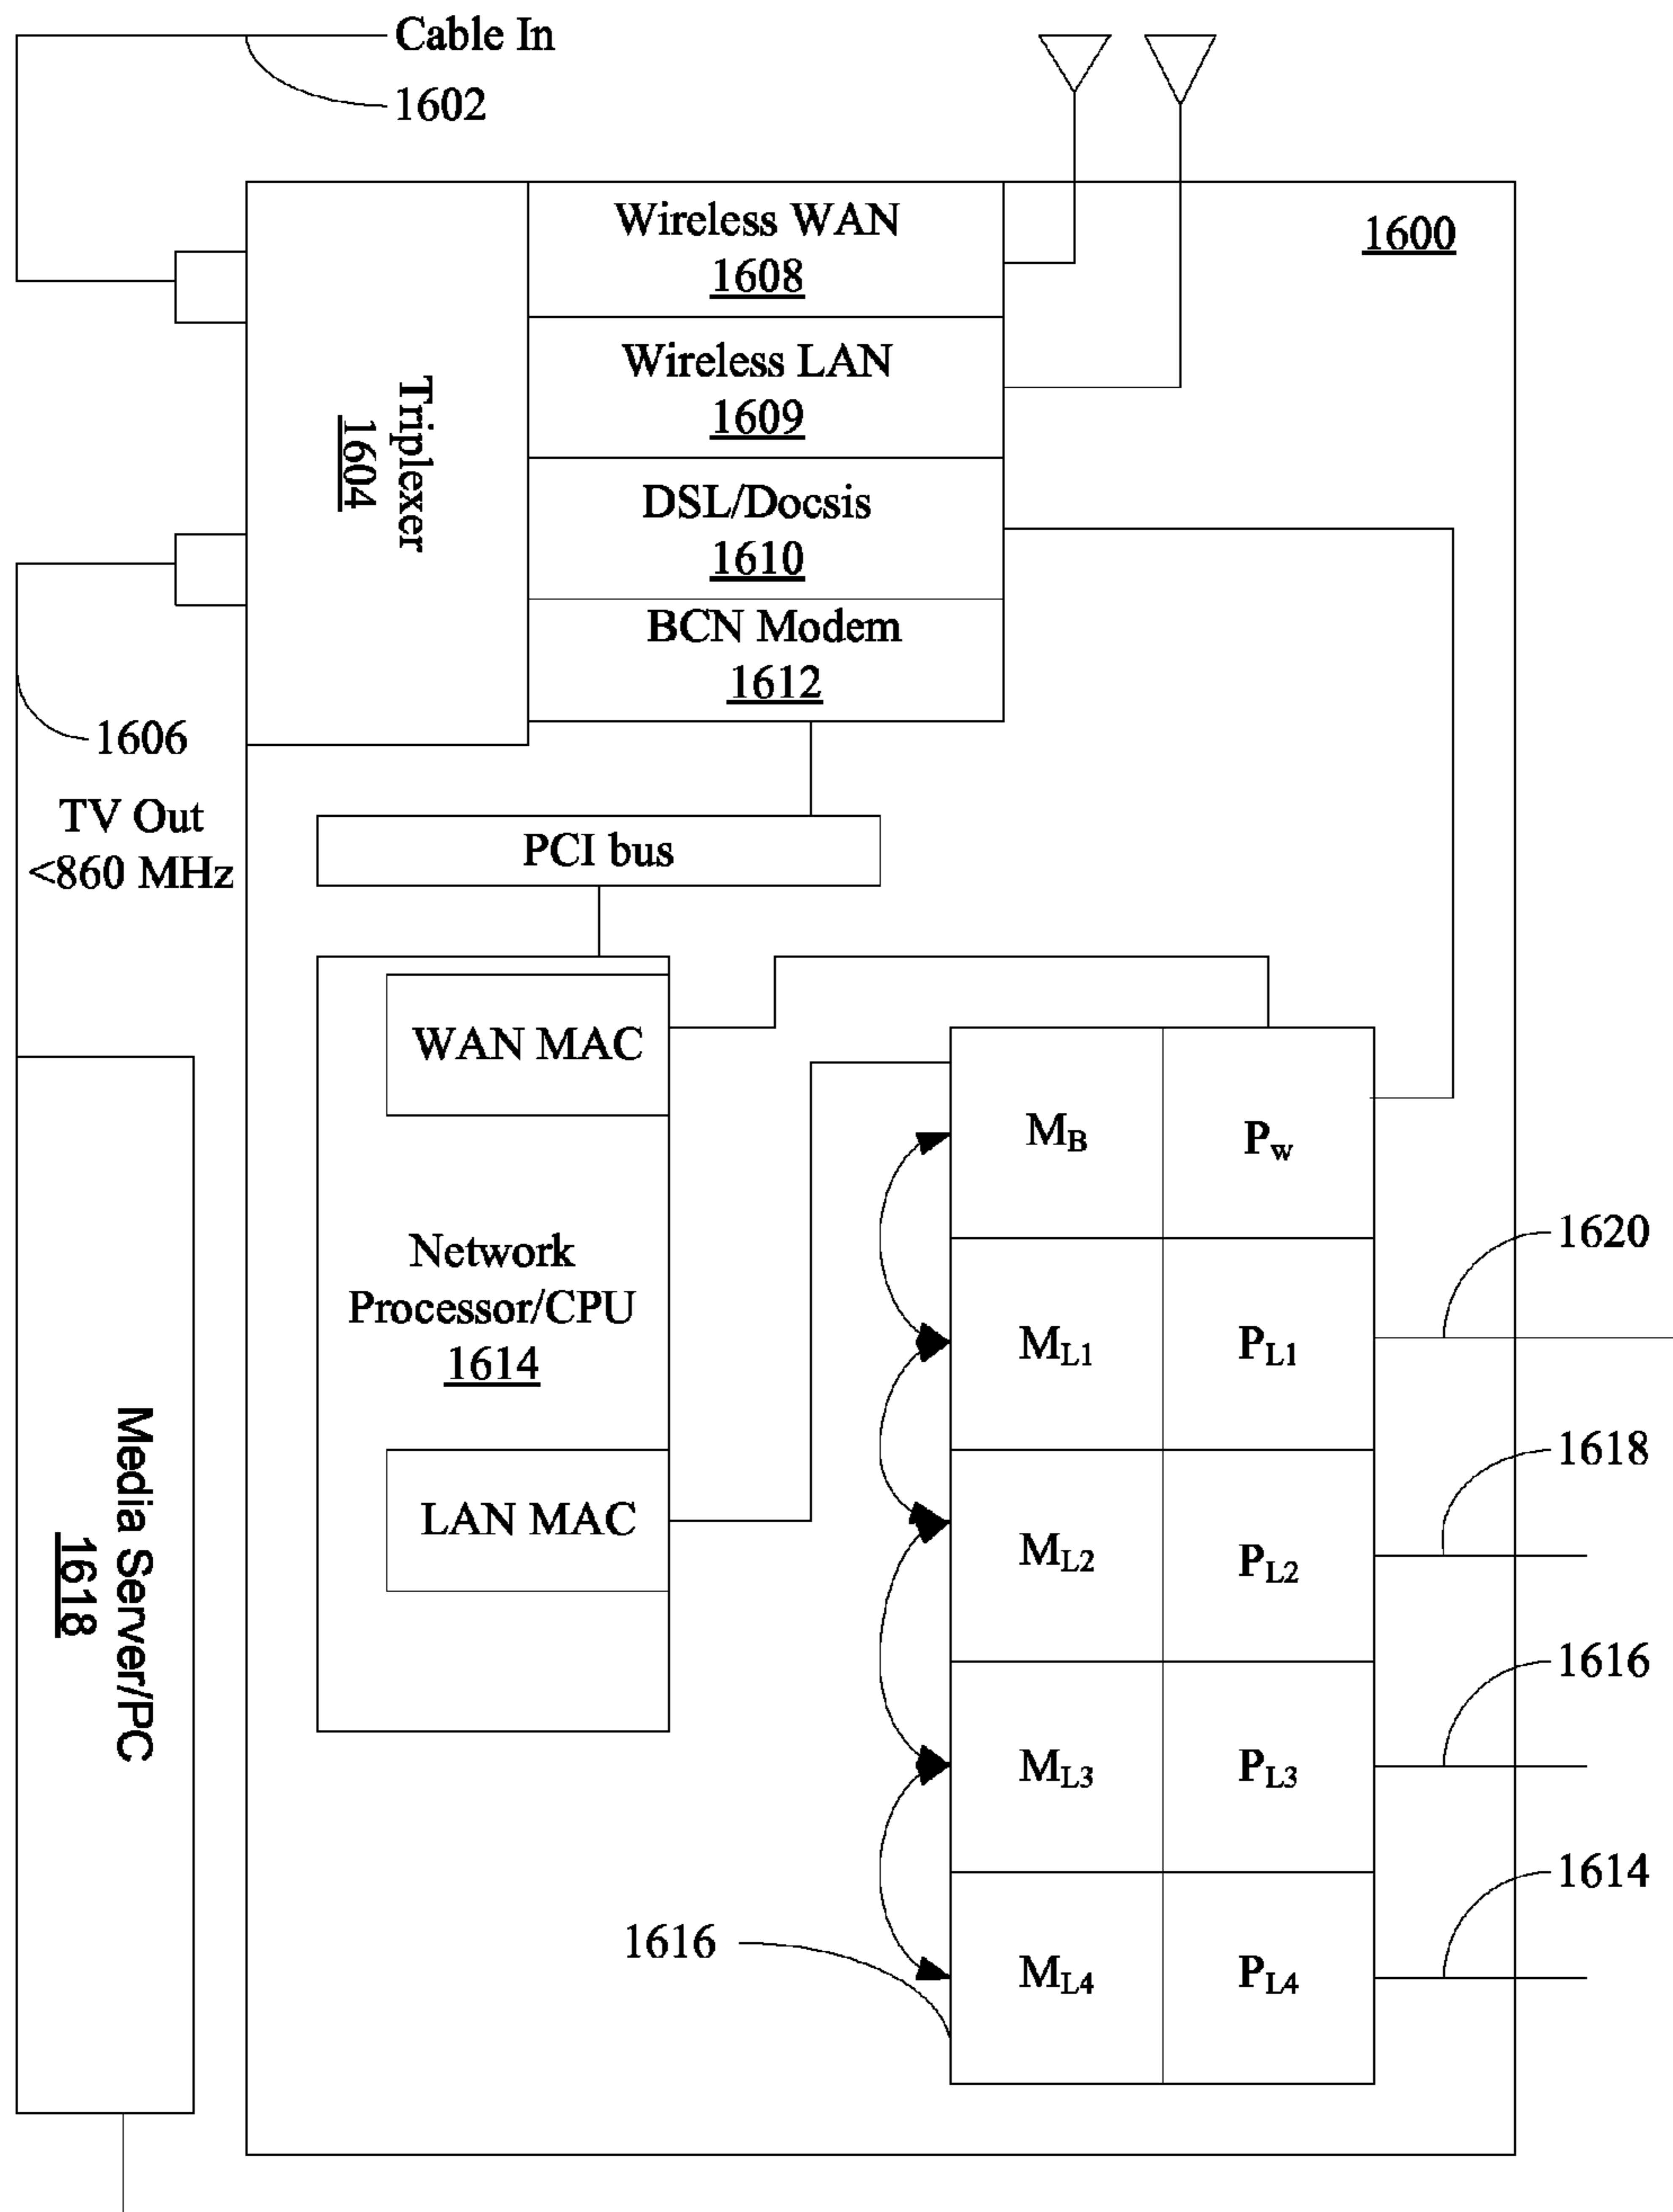 Cable In
1602
1600
Wireless WAN
1608
Wireless LAN
1609
DSL/Docsis
1610
BCN Modem
1612
Triplexer
1604
1606
TV Out
<860 MHz
PCI bus
WAN MAC
Network
Processor/CPU
1614
LAN MAC
Media Server/PC
1618
MB
Pw
ML1
PL1
ML2
PL2
ML3
PL3
ML4
PL4
1620
1618
1616
1614
1616